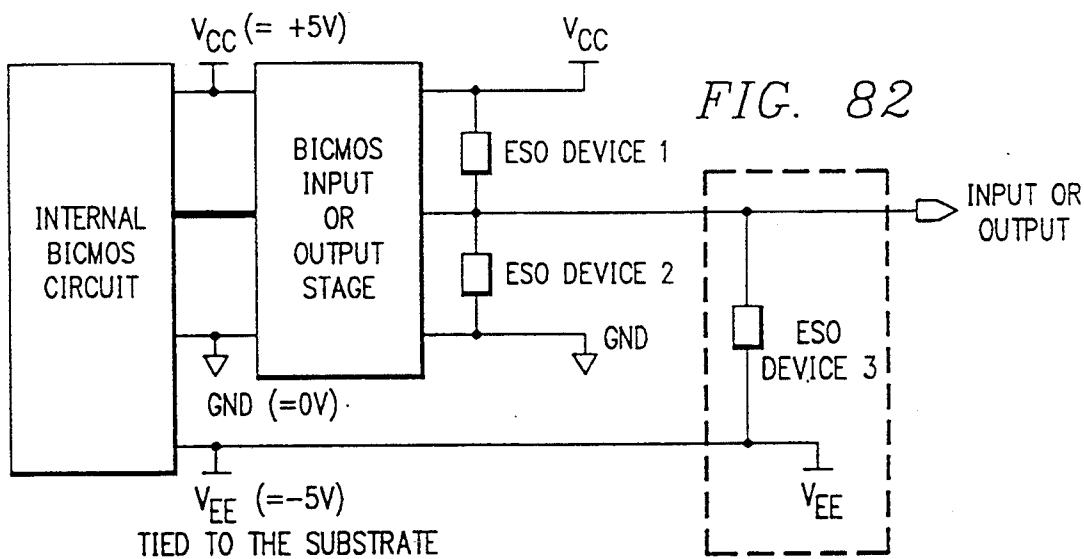 V_CC (= +5V)
V_CC
FIG. 82
INTERNAL
BICMOS
CIRCUIT
BICMOS
INPUT
OR
OUTPUT
STAGE
ESO DEVICE 1
ESO DEVICE 2
INPUT OR
OUTPUT
ESO
DEVICE 3
GND
GND (=0V)
V_EE (=-5V)
TIED TO THE SUBSTRATE
V_EE